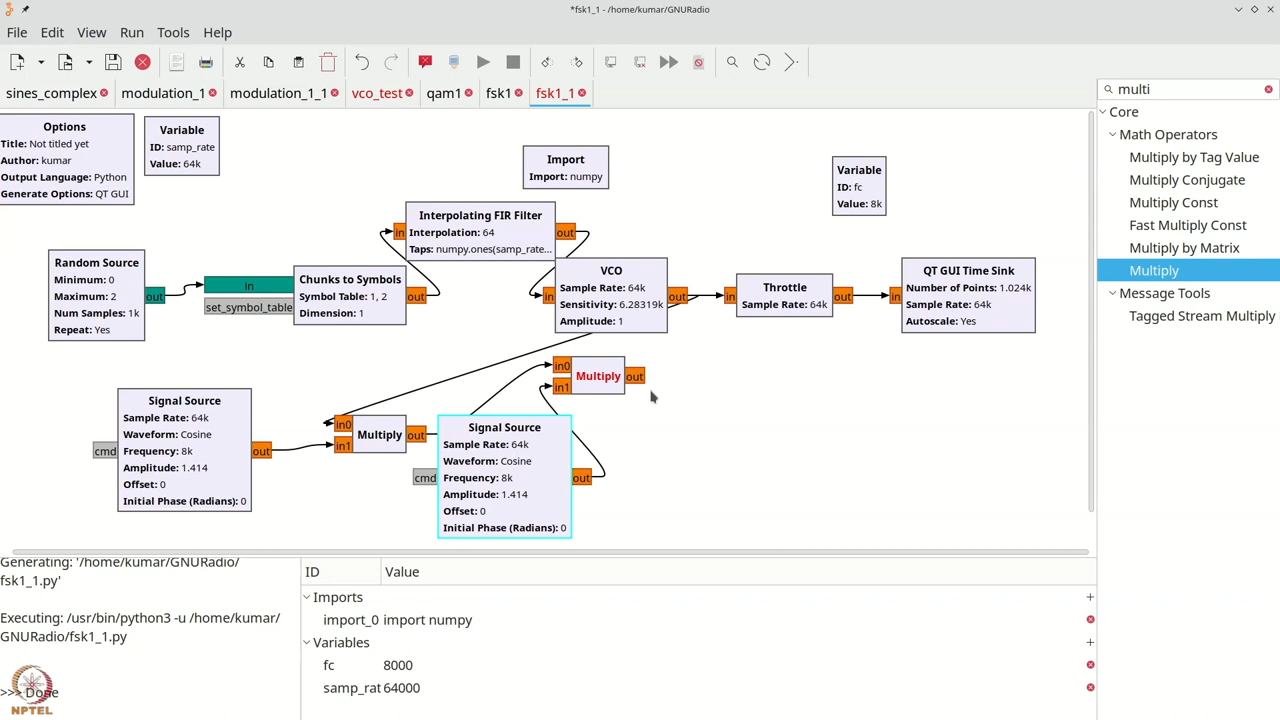 *fsk1_1 - /home/kumar/GNURadio
File Edit View Run Tools Help
sines_complex modulation_1 modulation_1_1 vco_test qam1 fsk1 fsk1_1
multi
Core
Math Operators
Multiply by Tag Value
Multiply Conjugate
Multiply Const
Fast Multiply Const
Multiply by Matrix
Multiply
Message Tools
Tagged Stream Multiply
Options
Title: Not titled yet
Author: kumar
Output Language: Python
Generate Options: QT GUI
Variable
ID: samp_rate
Value: 64k
Import
Import: numpy
Variable
ID: fc
Value: 8k
Random Source
Minimum: 0
Maximum: 2
Num Samples: 1k
Repeat: Yes
out
in
set_symbol_table
Chunks to Symbols
Symbol Table: 1, 2
Dimension: 1
out
in
Interpolating FIR Filter
Interpolation: 64
Taps: numpy.ones(samp_rate...
out
in
VCO
Sample Rate: 64k
Sensitivity: 6.28319k
Amplitude: 1
out
in
Throttle
Sample Rate: 64k
out
in
QT GUI Time Sink
Number of Points: 1.024k
Sample Rate: 64k
Autoscale: Yes
cmd
Signal Source
Sample Rate: 64k
Waveform: Cosine
Frequency: 8k
Amplitude: 1.414
Offset: 0
Initial Phase (Radians): 0
out
in0
in1
Multiply
out
cmd
Signal Source
Sample Rate: 64k
Waveform: Cosine
Frequency: 8k
Amplitude: 1.414
Offset: 0
Initial Phase (Radians): 0
out
in0
in1
Multiply
out
Generating: '/home/kumar/GNURadio/
fsk1_1.py'
Executing: /usr/bin/python3 -u /home/kumar/
GNURadio/fsk1_1.py
>>> Done
NPTEL
ID Value
Imports
import_0 import numpy
Variables
fc 8000
samp_rat 64000